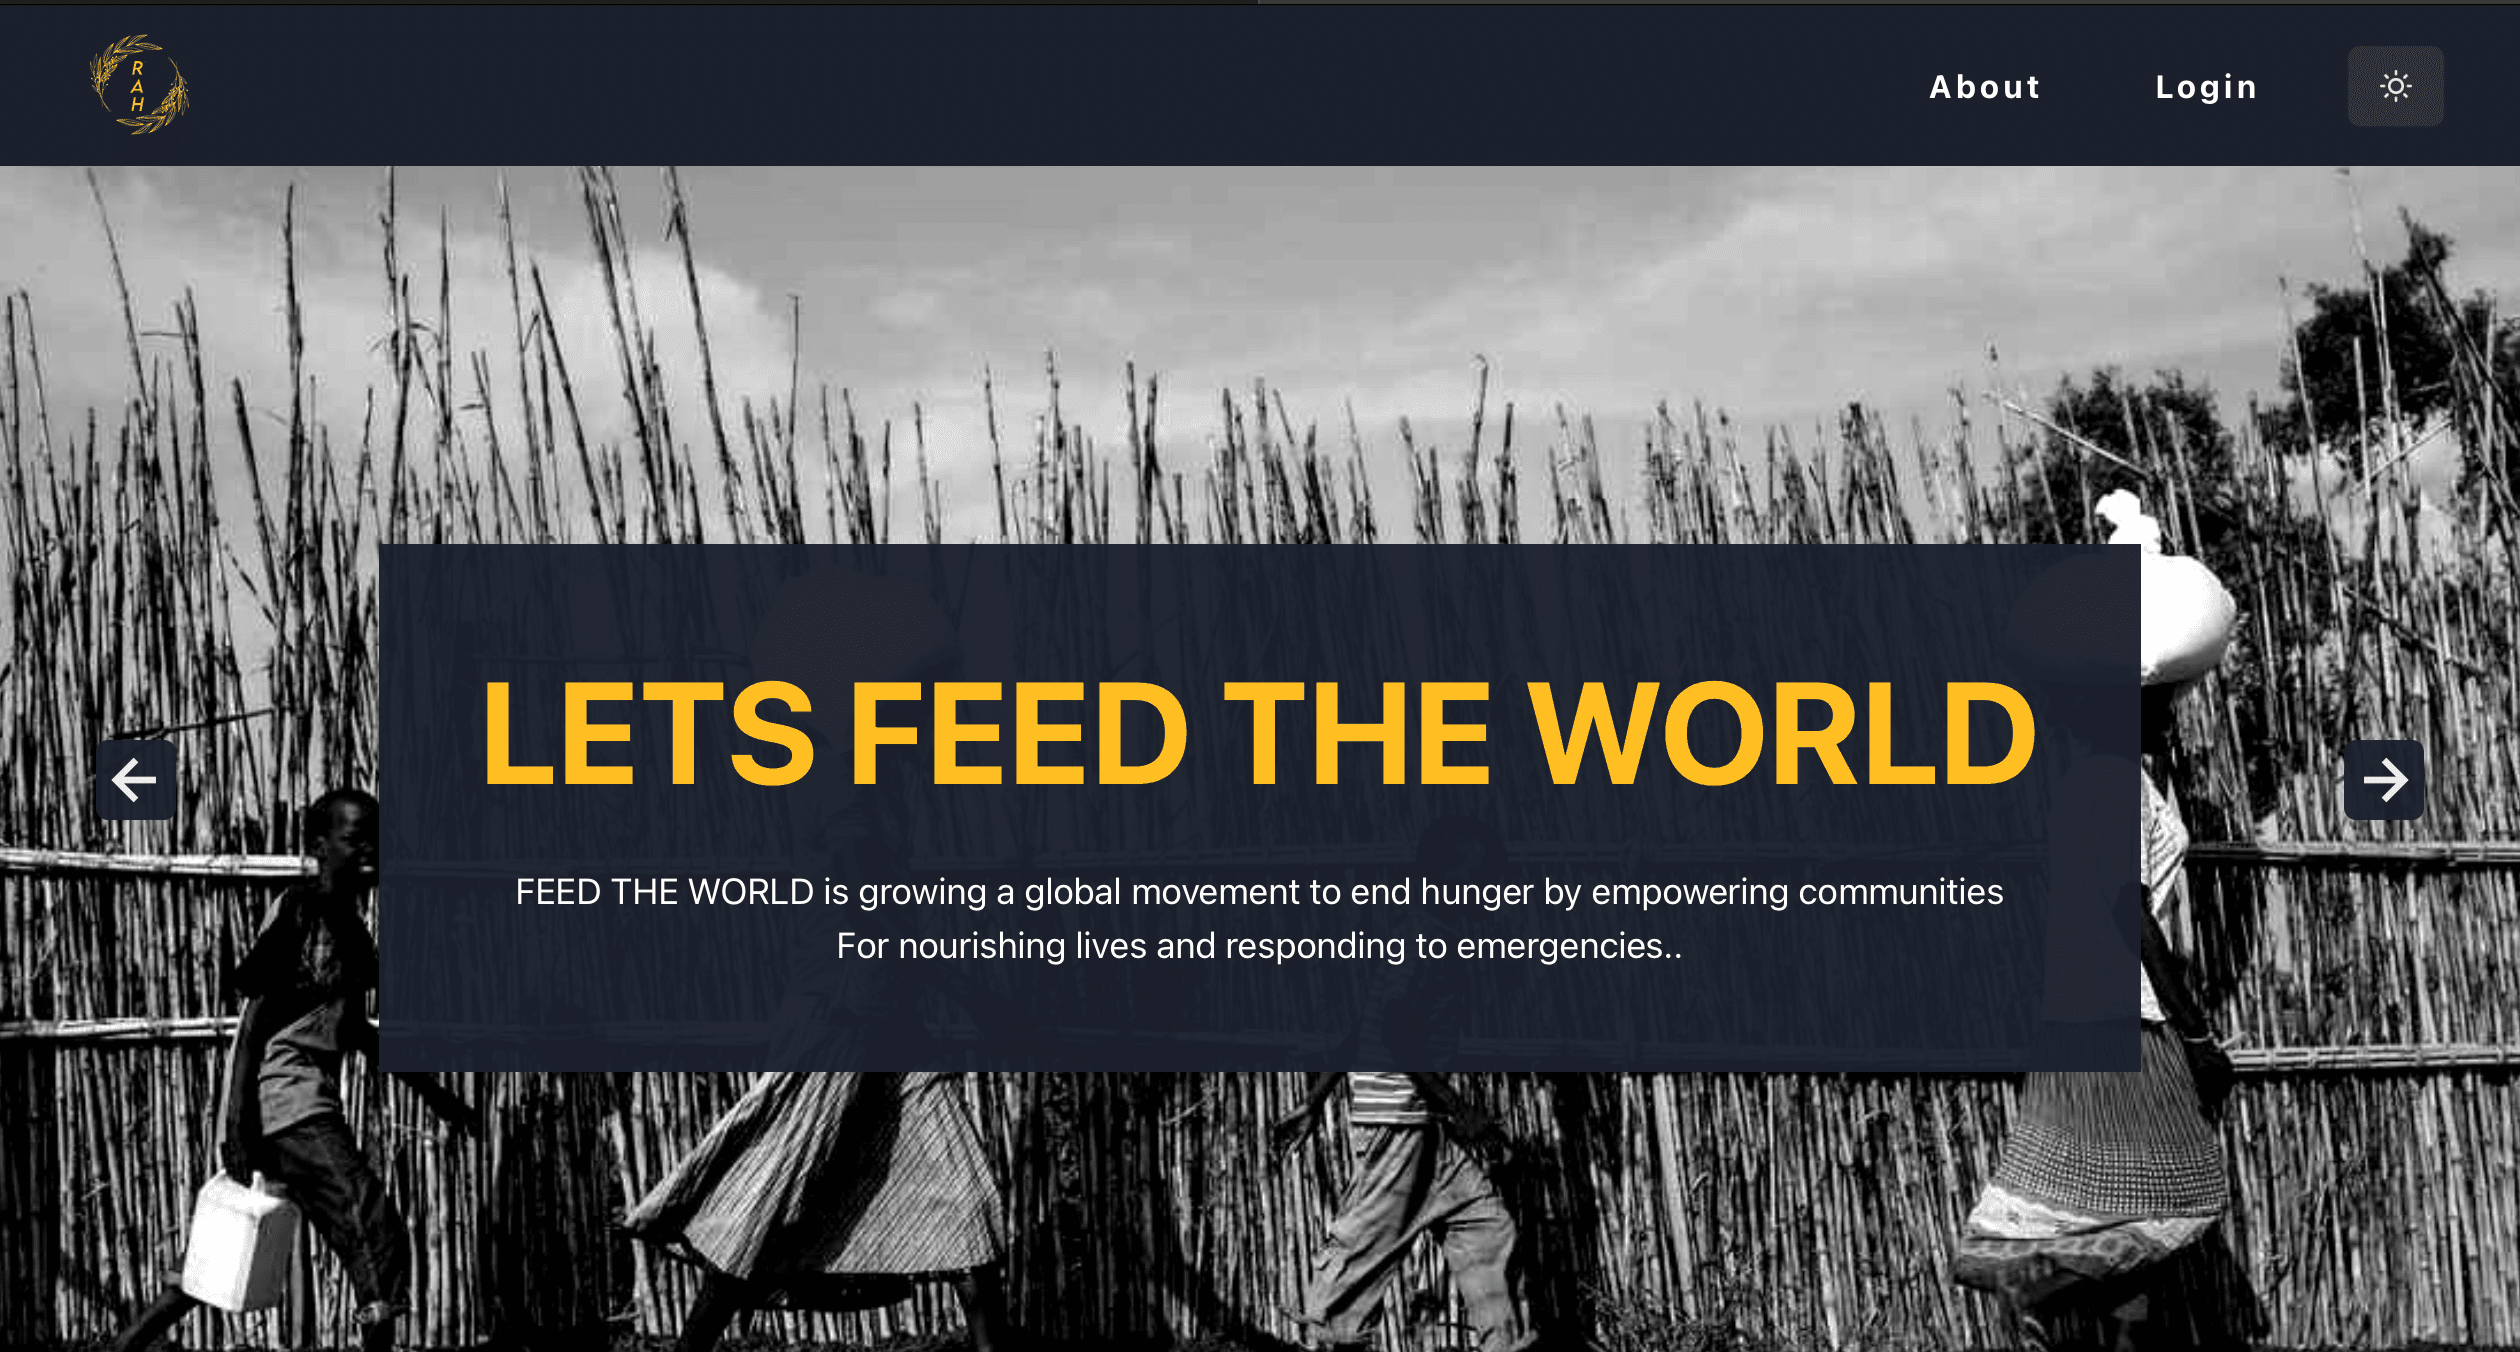 R
A
H
About
Login
LETS FEED THE WORLD
FEED THE WORLD is growing a global movement to end hunger by empowering communities
For nourishing lives and responding to emergencies..